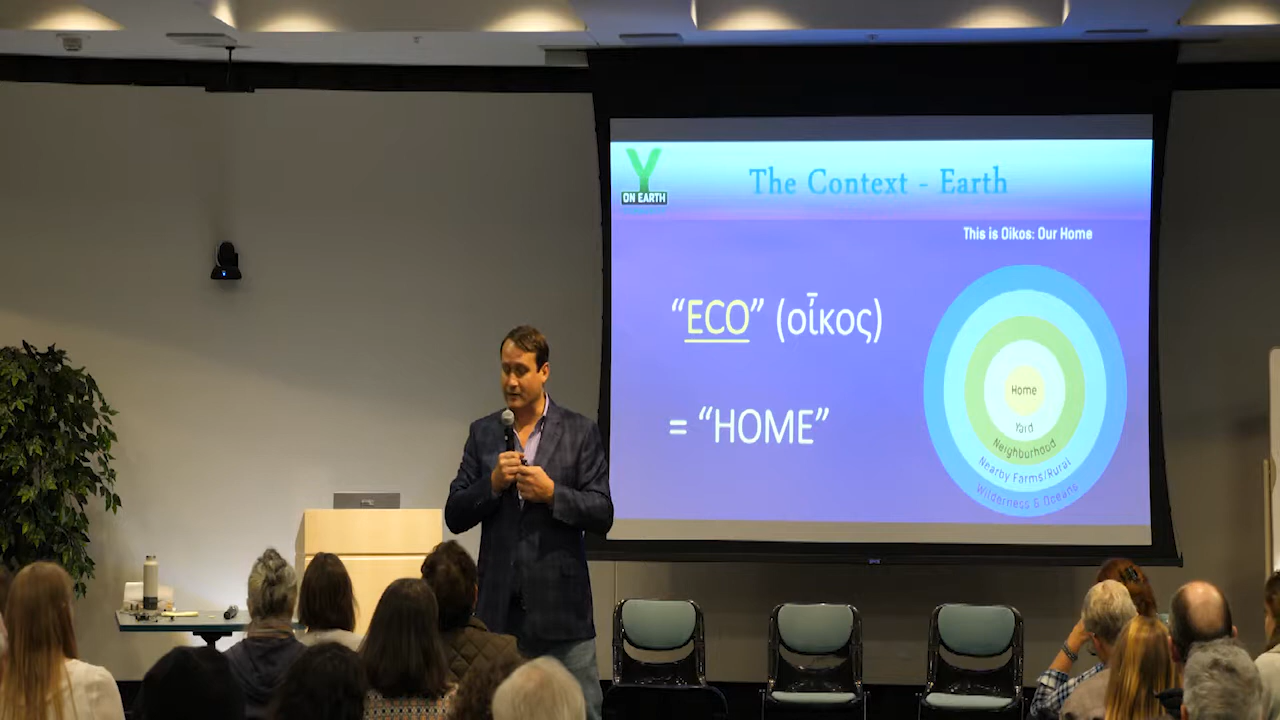 Y
ON EARTH
The Context - Earth
This is Oikos: Our Home
“ECO” (οἶκος)
= “HOME”
Home
Yard
Neighburhood
Nearby Farms/Rural
Wilderness & Oceans